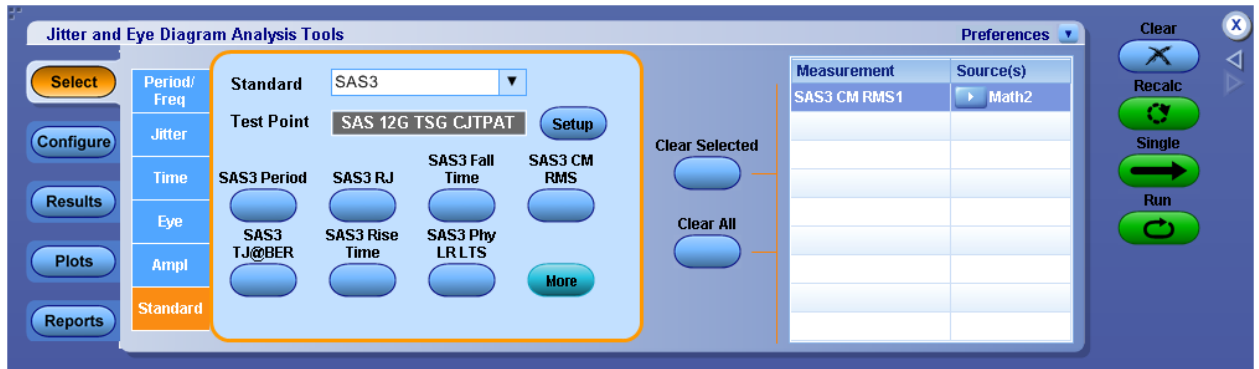 Jitter and Eye Diagram Analysis Tools
Preferences
Clear
X
Select
Configure
Results
Plots
Reports
Period/
Freq
Jitter
Time
Eye
Ampl
Standard
Standard
SAS3
Test Point
SAS 12G TSG CJTPAT
Setup
SAS3 Period
SAS3 RJ
SAS3 Fall
Time
SAS3 CM
RMS
SAS3
TJ@BER
SAS3 Rise
Time
SAS3 Phy
LR LTS
More
Clear Selected
Clear All
Measurement
Source(s)
SAS3 CM RMS1
Math2
Recalc
Single
Run